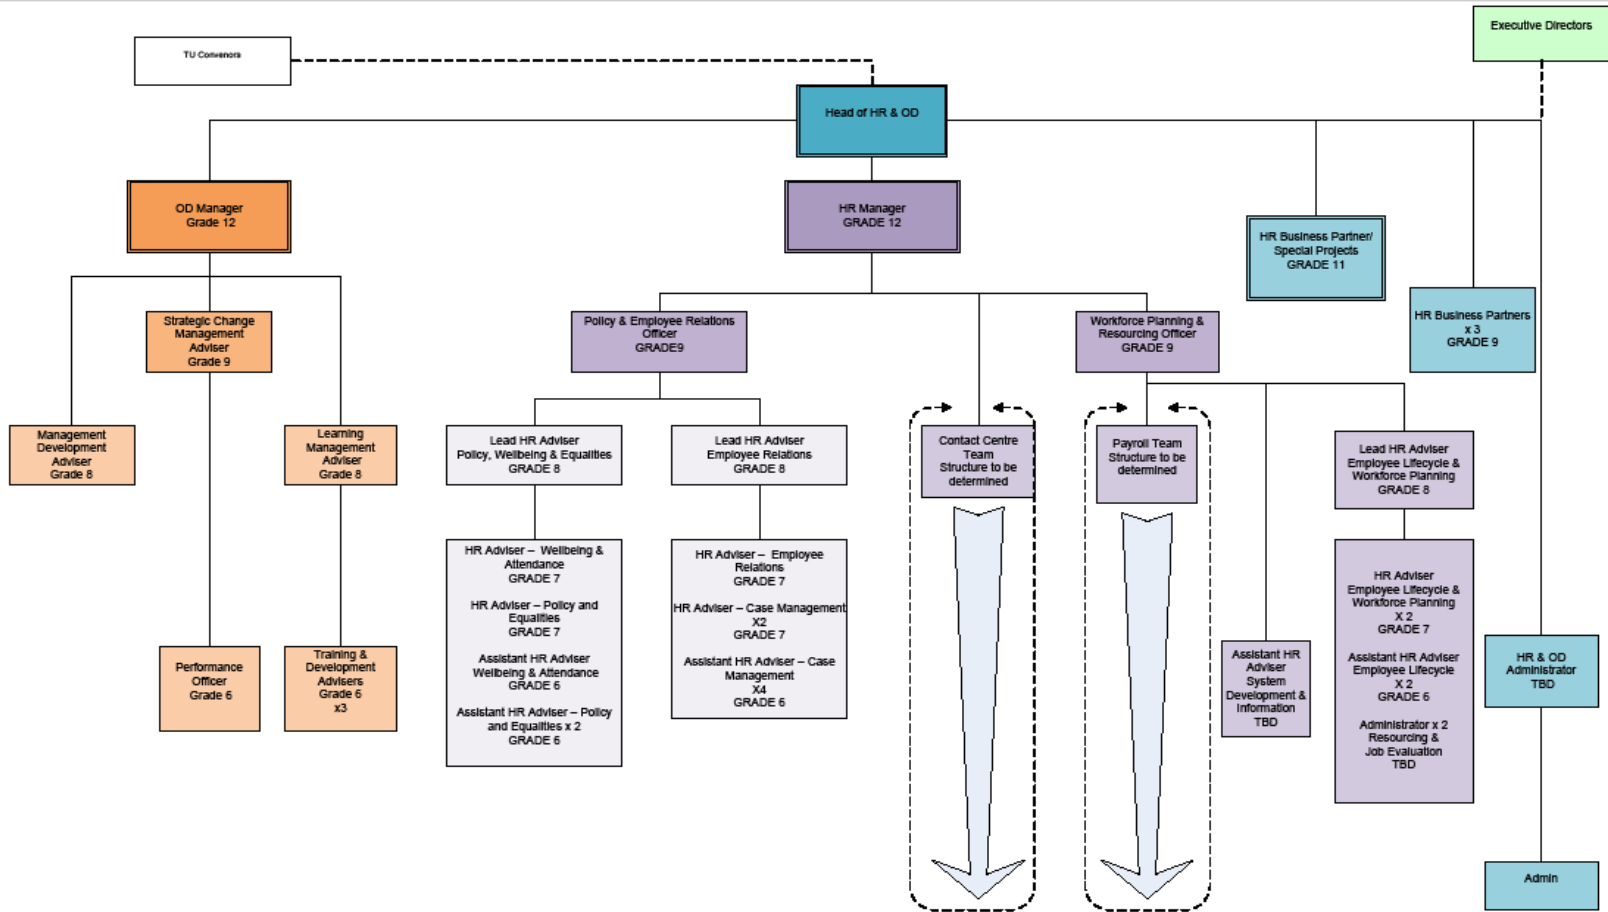 TU Convenors
Executive Directors
Head of HR & OD
OD Manager
Grade 12
HR Manager
GRADE 12
HR Business Partner/
Special Projects
GRADE 11
HR Business Partners
x 3
GRADE 9
Strategic Change
Management
Adviser
Grade 9
Policy & Employee Relations
Officer
GRADE9
Workforce Planning &
Resourcing Officer
GRADE 9
Management
Development
Adviser
Grade 8
Learning
Management
Adviser
Grade 8
Lead HR Adviser
Policy, Wellbeing & Equalities
GRADE 8
Lead HR Adviser
Employee Relations
GRADE 8
Contact Centre
Team
Structure to be
determined
Payroll Team
Structure to be
determined
Lead HR Adviser
Employee Lifecycle &
Workforce Planning
GRADE 8
HR Adviser – Wellbeing &
Attendance
GRADE 7
HR Adviser – Policy and
Equalities
GRADE 7
Assistant HR Adviser
Wellbeing & Attendance
GRADE 6
Assistant HR Adviser – Policy
and Equalities x 2
GRADE 6
HR Adviser – Employee
Relations
GRADE 7
HR Adviser – Case Management
X2
GRADE 7
Assistant HR Adviser – Case
Management
X4
GRADE 6
HR Adviser
Employee Lifecycle &
Workforce Planning
X 2
GRADE 7
Assistant HR Adviser
Employee Lifecycle
X 2
GRADE 6
Administrator x 2
Resourcing &
Job Evaluation
TBD
Performance
Officer
Grade 6
Training &
Development
Advisers
Grade 6
x3
Assistant HR
Adviser
System
Development &
Information
TBD
HR & OD
Administrator
TBD
Admin